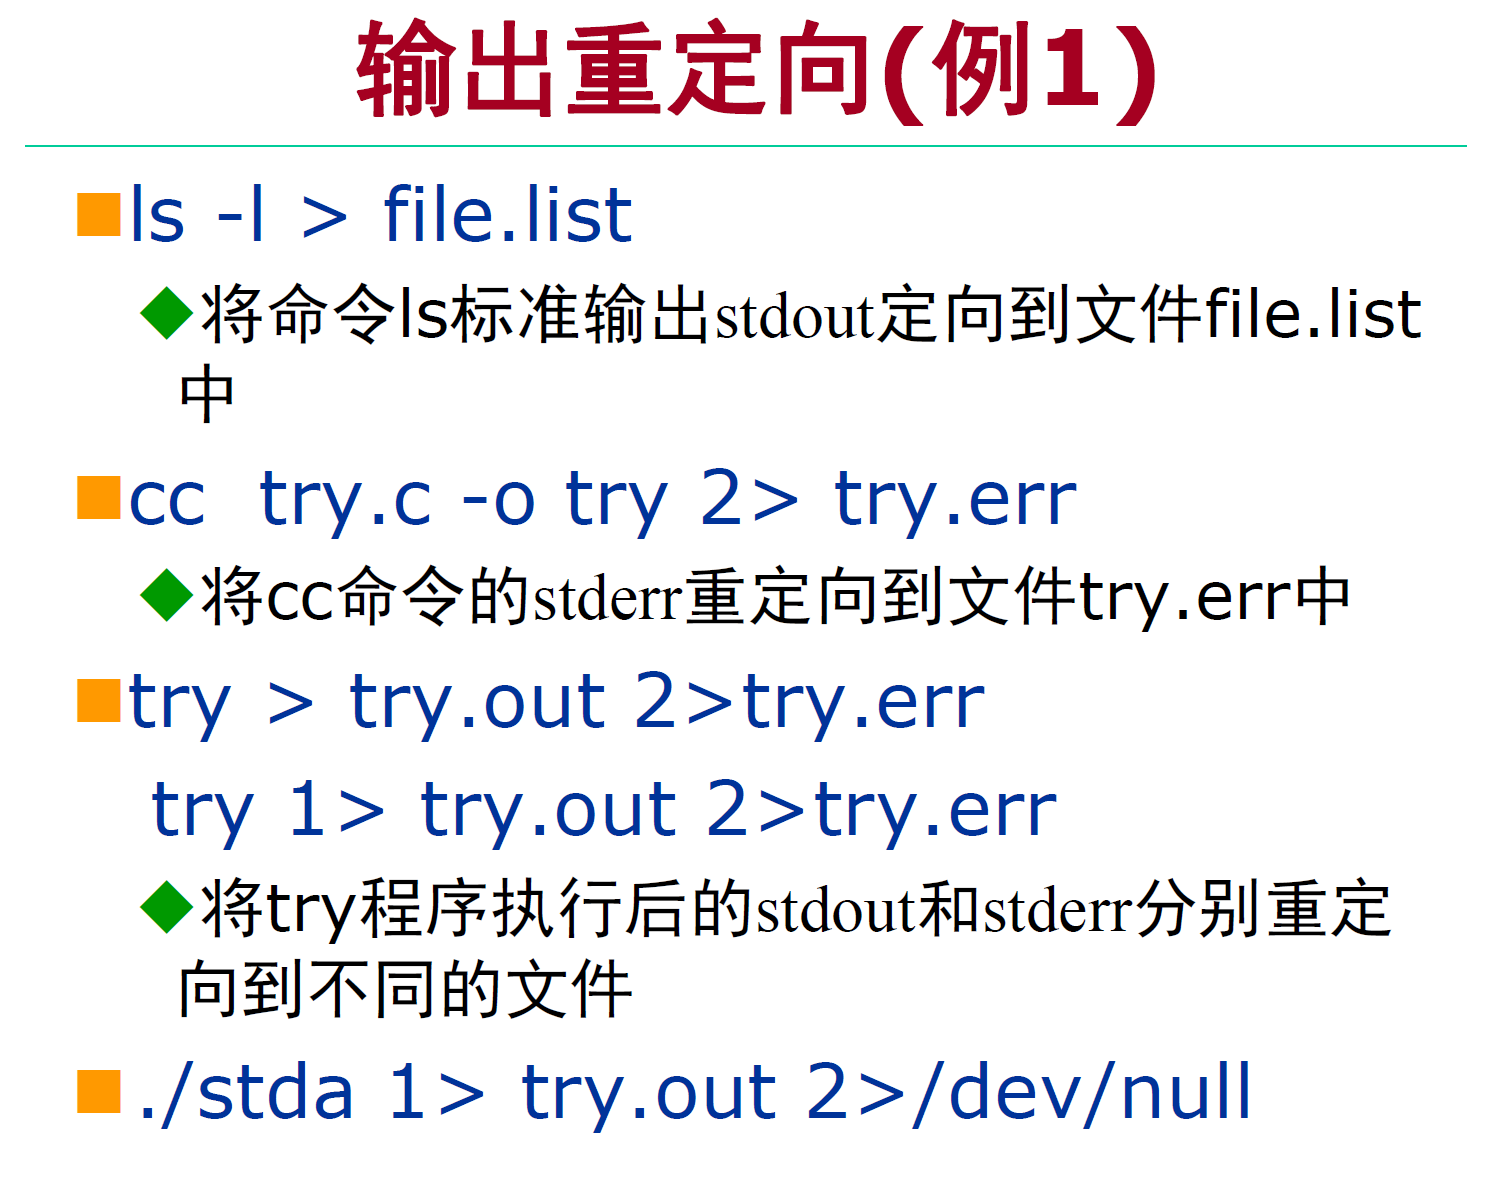 输出重定向(例1)
ls -l > file.list
将命令ls标准输出stdout定向到文件file.list
中
cc  try.c -o try 2> try.err
将cc命令的stderr重定向到文件try.err中
try > try.out 2>try.err
try 1> try.out 2>try.err
将try程序执行后的stdout和stderr分别重定
向到不同的文件
./stda 1> try.out 2>/dev/null